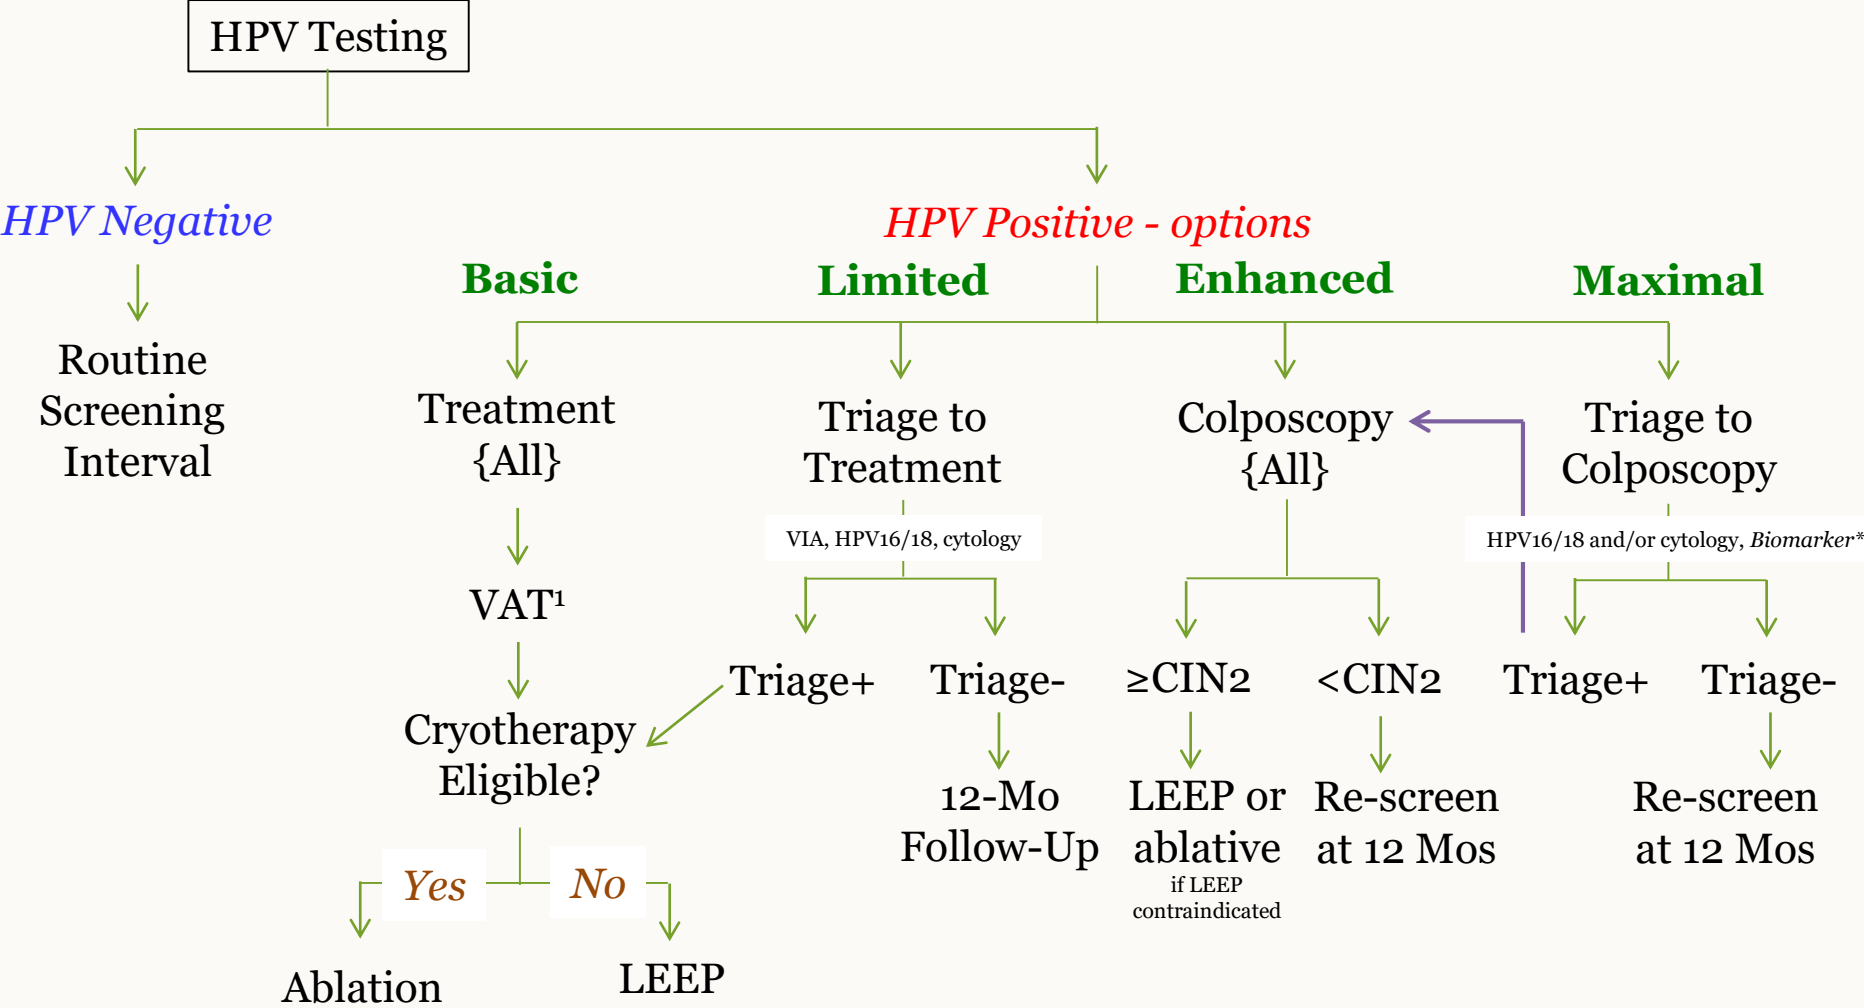 HPV Testing
HPV Negative
HPV Positive - options
Basic
Limited
Enhanced
Maximal
Routine
Screening
Interval
Treatment
{All}
Triage to
Treatment
Colposcopy
{All}
Triage to
Colposcopy
VIA, HPV16/18, cytology
HPV16/18 and/or cytology, Biomarker*
VAT¹
Triage+
Triage-
≥CIN2
<CIN2
Triage+
Triage-
Cryotherapy
Eligible?
12-Mo
Follow-Up
LEEP or
ablative
if LEEP
contraindicated
Re-screen
at 12 Mos
Re-screen
at 12 Mos
Yes
No
Ablation
LEEP